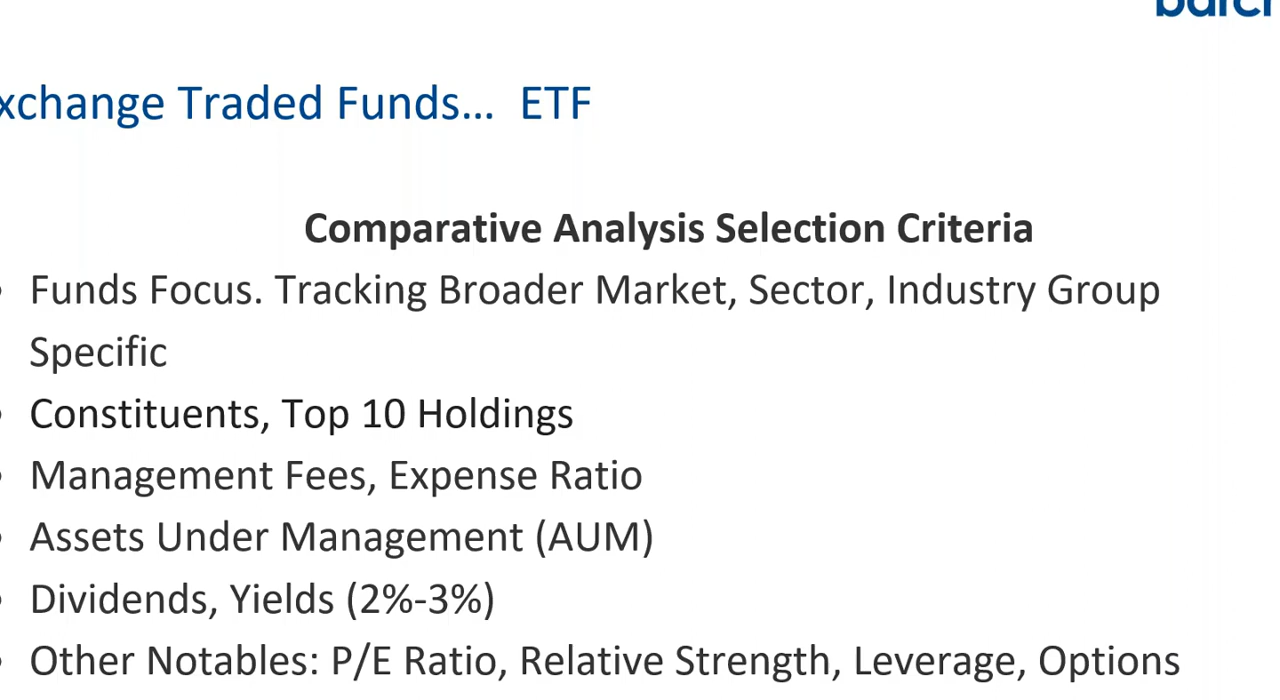 xchange Traded Funds... ETF
Comparative Analysis Selection Criteria
• Funds Focus. Tracking Broader Market, Sector, Industry Group
Specific
• Constituents, Top 10 Holdings
• Management Fees, Expense Ratio
• Assets Under Management (AUM)
• Dividends, Yields (2%-3%)
• Other Notables: P/E Ratio, Relative Strength, Leverage, Options